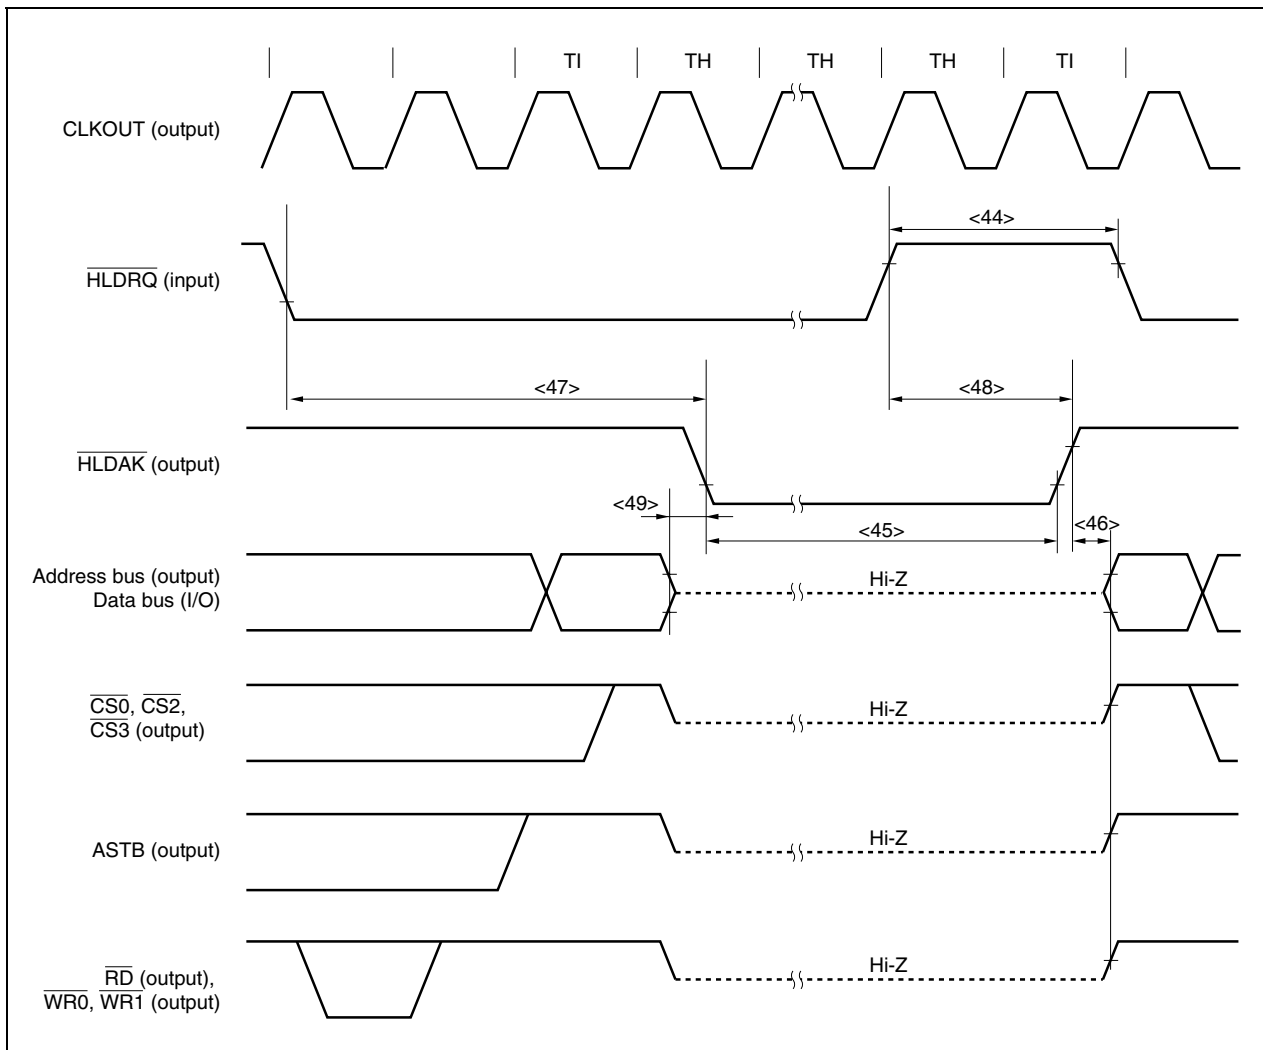 TI TH TH TH TI
CLKOUT (output)
<44>
HLDRQ (input)
<47> <48>
HLDAK (output)
<49> <45> <46>
Address bus (output)
Data bus (I/O)
Hi-Z
CS0, CS2,
CS3 (output)
Hi-Z
ASTB (output)
Hi-Z
RD (output),
WR0, WR1 (output)
Hi-Z